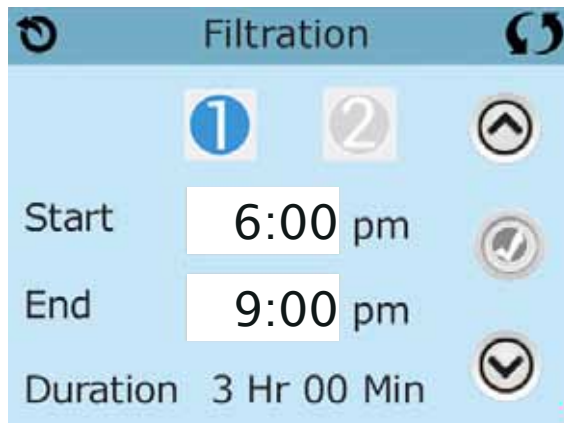 Filtration
1 2
Start 6:00 pm
End 9:00 pm
Duration 3 Hr 00 Min